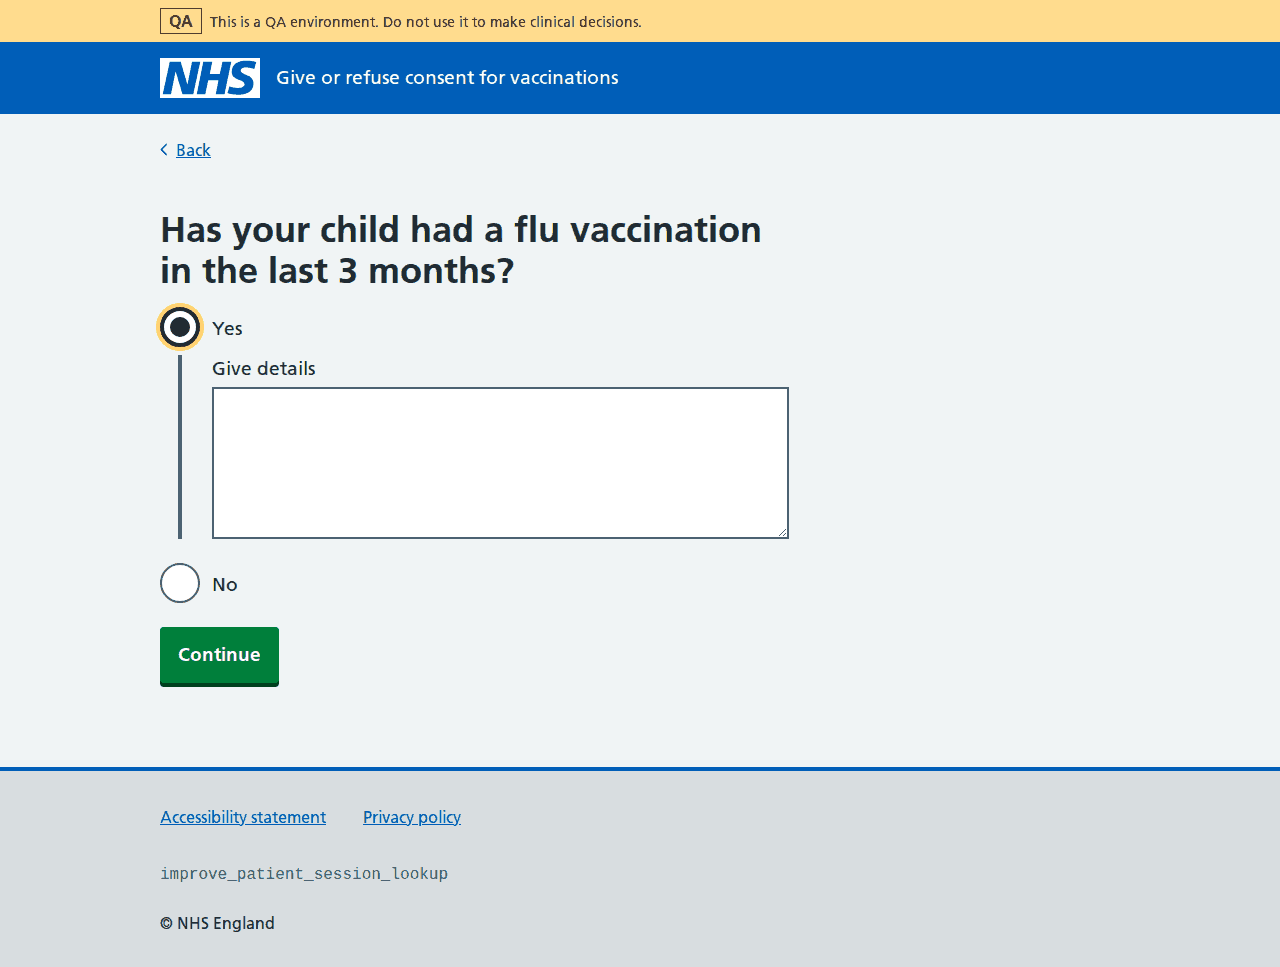 QA This is a QA environment. Do not use it to make clinical decisions.
NHS Give or refuse consent for vaccinations
Back
Has your child had a flu vaccination
in the last 3 months?
Yes
Give details
No
Continue
Accessibility statement Privacy policy
improve_patient_session_lookup
© NHS England